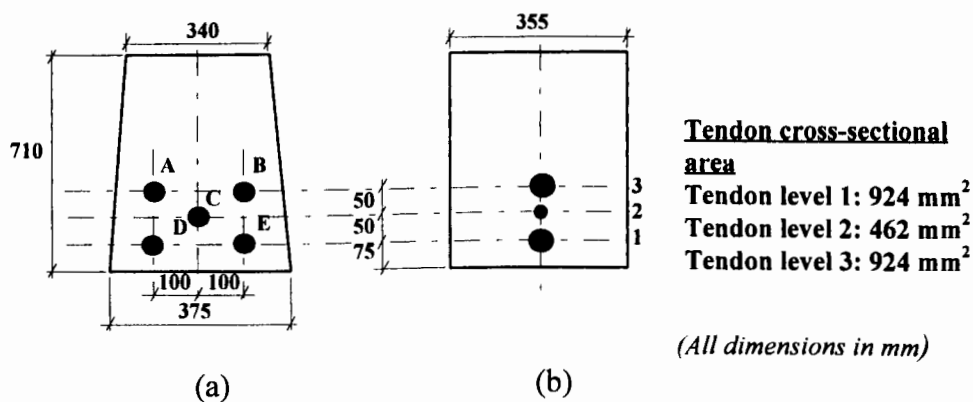 340
355
710
A
B
C
D
E
50
50
75
3
2
1
100
100
375
Tendon cross-sectional
area
Tendon level 1: 924 mm²
Tendon level 2: 462 mm²
Tendon level 3: 924 mm²
(All dimensions in mm)
(a)
(b)